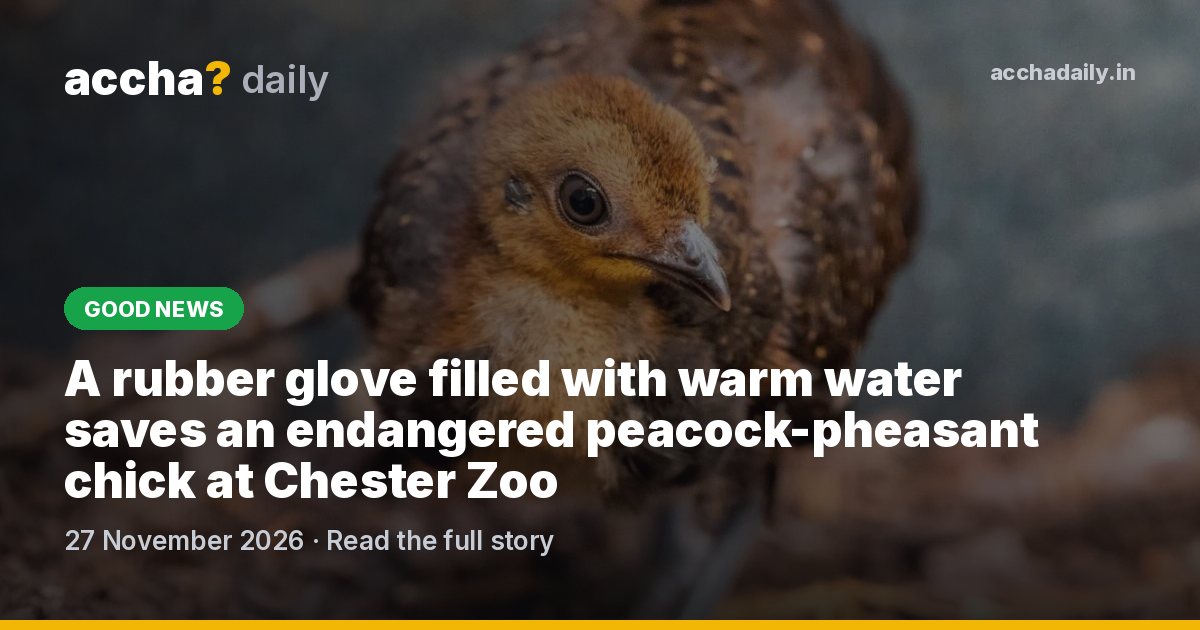 accha? daily
acchadaily.in
GOOD NEWS
A rubber glove filled with warm water
saves an endangered peacock-pheasant
chick at Chester Zoo
27 November 2026 · Read the full story